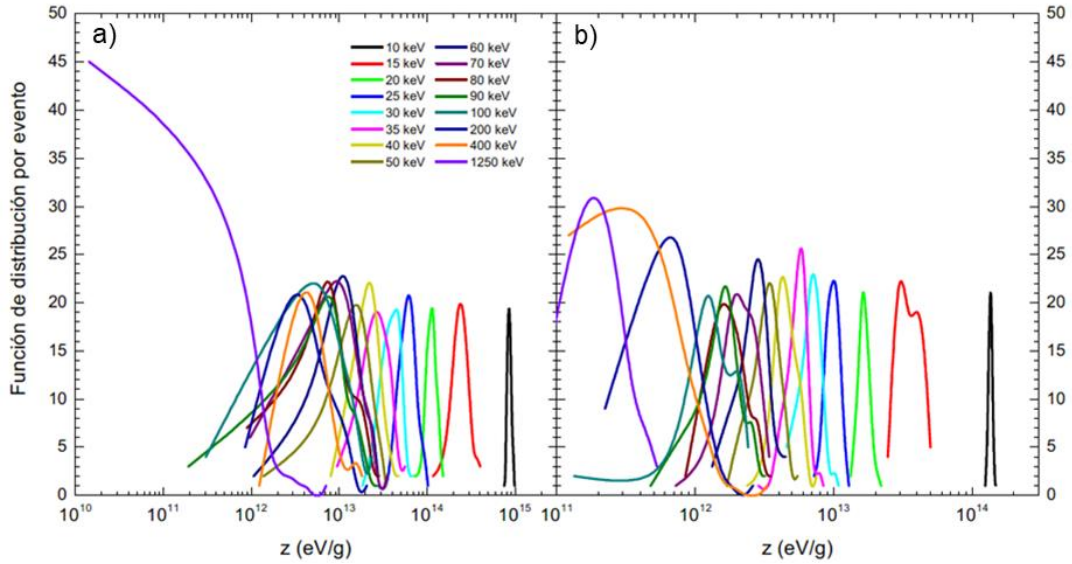 a)
b)
50
45
40
35
30
25
20
15
10
5
0
Función de distribución por evento
10 keV 60 keV
15 keV 70 keV
20 keV 80 keV
25 keV 90 keV
30 keV 100 keV
35 keV 200 keV
40 keV 400 keV
50 keV 1250 keV
50
45
40
35
30
25
20
15
10
5
0
10^10 10^11 10^12 10^13 10^14 10^15
10^11 10^12 10^13 10^14
z (eV/g)
z (eV/g)